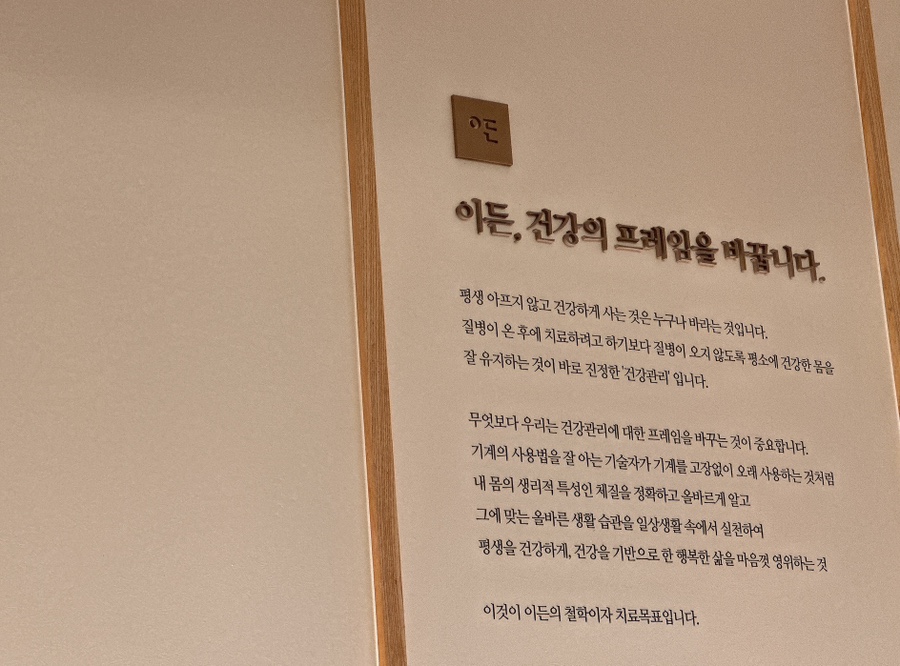 이든
이든, 건강의 프레임을 바꿉니다.
평생 아프지 않고 건강하게 사는 것은 누구나 바라는 것입니다.
질병이 온 후에 치료하려고 하기보다 질병이 오지 않도록 평소에 건강한 몸을
잘 유지하는 것이 바로 진정한 '건강관리' 입니다.
무엇보다 우리는 건강관리에 대한 프레임을 바꾸는 것이 중요합니다.
기계의 사용법을 잘 아는 기술자가 기계를 고장없이 오래 사용하는 것처럼
내 몸의 생리적 특성인 체질을 정확하고 올바르게 알고
그에 맞는 올바른 생활 습관을 일상생활 속에서 실천하여
평생을 건강하게, 건강을 기반으로 한 행복한 삶을 마음껏 영위하는 것
이것이 이든의 철학이자 치료목표입니다.